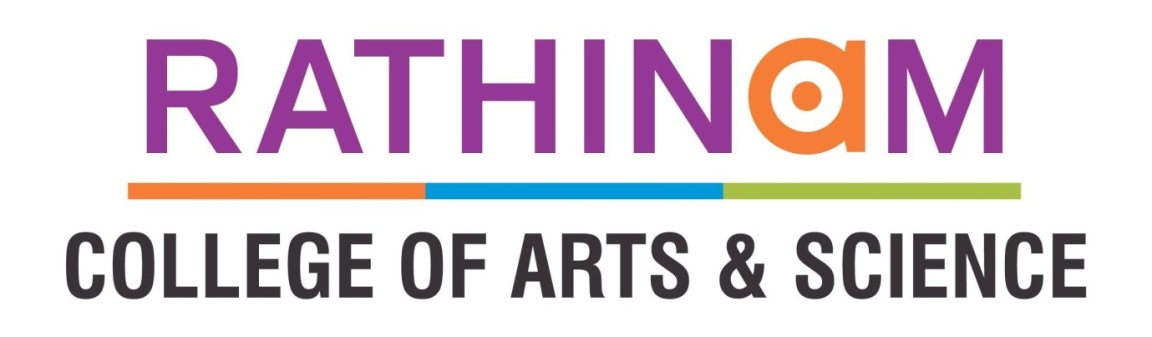 RATHINaM
COLLEGE OF ARTS & SCIENCE